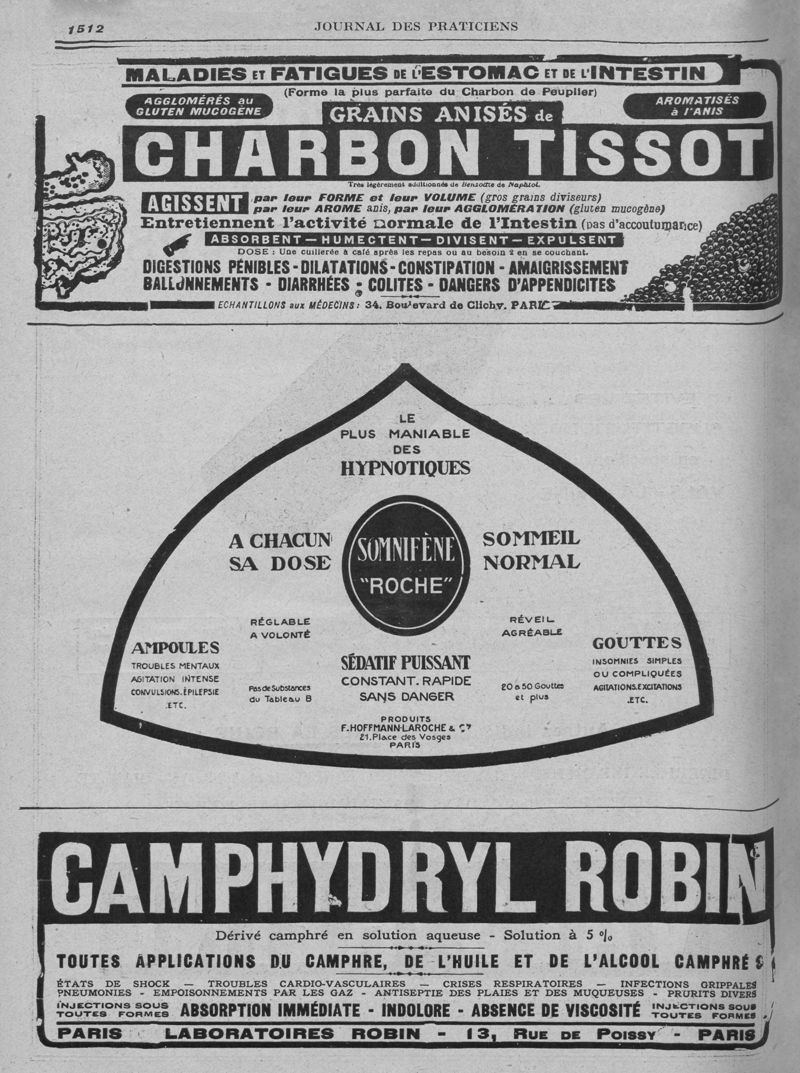 1512
JOURNAL DES PRATICIENS
MALADIES ET FATIGUES DE L'ESTOMAC ET DE L'INTESTIN
(Forme la plus parfaite du Charbon de Peuplier)
AGGLOMÉRÉS au
GLUTEN MUCOGENE
GRAINS ANISÉS de
AROMATISÉS
à l'ANIS
CHARBON TISSOT
Très légèrement additionnés de Benzoate de Naphtol.
AGISSENT
par leur FORME et leur VOLUME (gros grains diviseurs)
par leur AROME anis, par leur AGGLOMÉRATION (gluten mucogène)
Entretiennent l'activité normale de l'Intestin (pas d'accoutumance)
ABSORBENT — HUMECTENT — DIVISENT — EXPULSENT
DOSE : Une cuillerée à café après les repas ou au besoin 2 en se couchant.
DIGESTIONS PÉNIBLES - DILATATIONS - CONSTIPATION - AMAIGRISSEMENT
BALLONNEMENTS - DIARRHÉES ; COLITES - DANGERS D'APPENDICITES
ECHANTILLONS aux MÉDECINS : 34, Boulevard de Clichy, PARIS
LE
PLUS MANIABLE
DES
HYPNOTIQUES
A CHACUN
SA DOSE
SOMNIFÈNE
"ROCHE"
SOMMEIL
NORMAL
RÉGLABLE
A VOLONTÉ
RÉVEIL
AGRÉABLE
AMPOULES
TROUBLES MENTAUX
AGITATION INTENSE
CONVULSIONS. ÉPILEPSIE
.ETC.
Pas de Substances
du Tableau B
SÉDATIF PUISSANT
CONSTANT. RAPIDE
SANS DANGER
20 à 50 Gouttes
et plus
GOUTTES
INSOMNIES SIMPLES
OU COMPLIQUÉES
AGITATIONS.EXCITATIONS
.ETC.
PRODUITS
F. HOFFMANN-LAROCHE & Cie
21. Place des Vosges
PARIS
CAMPHYDRYL ROBIN
Dérivé camphré en solution aqueuse - Solution à 5 %
TOUTES APPLICATIONS DU CAMPHRE, DE L'HUILE ET DE L'ALCOOL CAMPHRÉS
ÉTATS DE SHOCK — TROUBLES CARDIO-VASCULAIRES — CRISES RESPIRATOIRES — INFECTIONS GRIPPALES
PNEUMONIES - EMPOISONNEMENTS PAR LES GAZ - ANTISEPTIE DES PLAIES ET DES MUQUEUSES - PRURITS DIVERS
INJECTIONS SOUS
TOUTES FORMES
ABSORPTION IMMÉDIATE - INDOLORE - ABSENCE DE VISCOSITÉ
INJECTIONS SOUS
TOUTES FORMES
PARIS - LABORATOIRES ROBIN - 13, RUE DE POISSY - PARIS